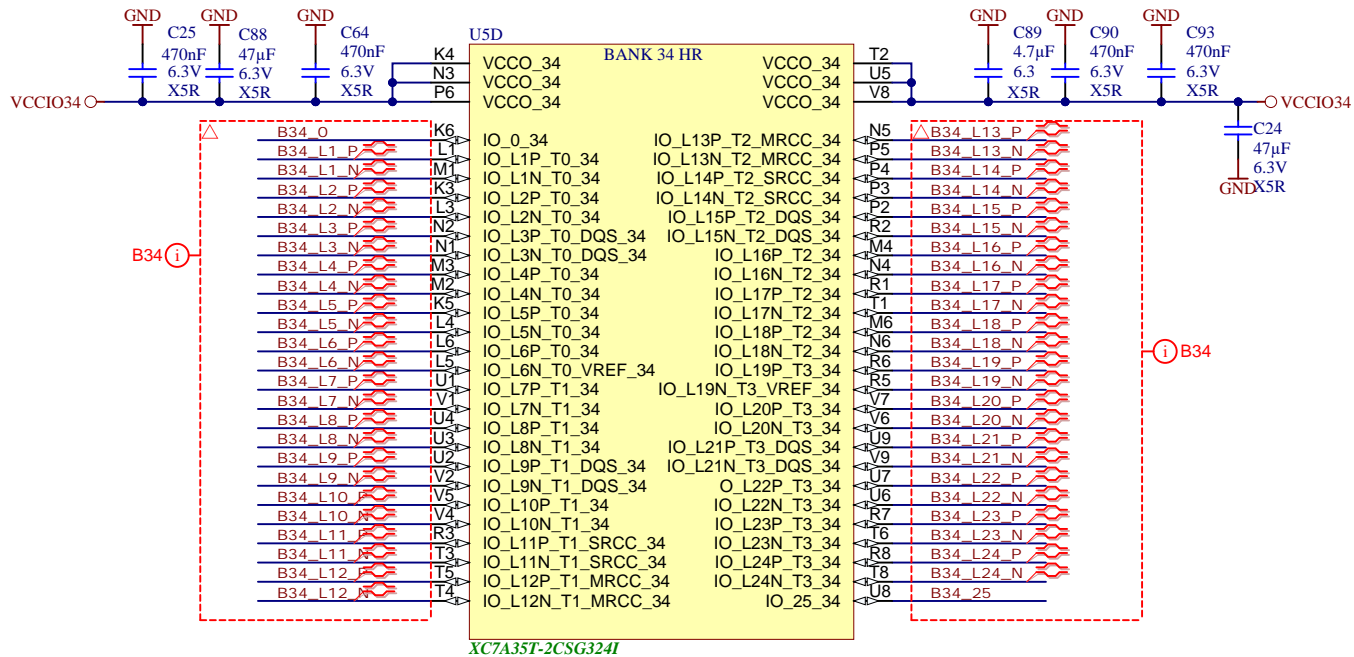 GND GND GND GND GND GND
C25 C88 C64 C89 C90 C93
470nF 47µF 470nF 4.7µF 470nF 470nF
6.3V 6.3V 6.3V 6.3 6.3V 6.3V
X5R X5R X5R X5R X5R X5R
U5D
BANK 34 HR
VCCIO34
VCCIO34
C24
47µF
6.3V
X5R
GND
K4 VCCO_34 VCCO_34 T2
N3 VCCO_34 VCCO_34 U5
P6 VCCO_34 VCCO_34 V8
B34_0 K6 IO_0_34 IO_L13P_T2_MRCC_34 N5 B34_L13_P
B34_L1_P L1 IO_L1P_T0_34 IO_L13N_T2_MRCC_34 P5 B34_L13_N
B34_L1_N M1 IO_L1N_T0_34 IO_L14P_T2_SRCC_34 P4 B34_L14_P
B34_L2_P K3 IO_L2P_T0_34 IO_L14N_T2_SRCC_34 P3 B34_L14_N
B34_L2_N L3 IO_L2N_T0_34 IO_L15P_T2_DQS_34 P2 B34_L15_P
B34_L3_P N2 IO_L3P_T0_DQS_34 IO_L15N_T2_DQS_34 R2 B34_L15_N
B34_L3_N N1 IO_L3N_T0_DQS_34 IO_L16P_T2_34 M4 B34_L16_P
B34_L4_P M3 IO_L4P_T0_34 IO_L16N_T2_34 N4 B34_L16_N
B34_L4_N M2 IO_L4N_T0_34 IO_L17P_T2_34 R1 B34_L17_P
B34_L5_P K5 IO_L5P_T0_34 IO_L17N_T2_34 T1 B34_L17_N
B34_L5_N L4 IO_L5N_T0_34 IO_L18P_T2_34 M6 B34_L18_P
B34_L6_P L6 IO_L6P_T0_34 IO_L18N_T2_34 N6 B34_L18_N
B34_L6_N L5 IO_L6N_T0_VREF_34 IO_L19P_T3_34 R6 B34_L19_P
B34_L7_P U1 IO_L7P_T1_34 IO_L19N_T3_VREF_34 R5 B34_L19_N
B34_L7_N V1 IO_L7N_T1_34 IO_L20P_T3_34 V7 B34_L20_P
B34_L8_P U4 IO_L8P_T1_34 IO_L20N_T3_34 V6 B34_L20_N
B34_L8_N U3 IO_L8N_T1_34 IO_L21P_T3_DQS_34 U9 B34_L21_P
B34_L9_P U2 IO_L9P_T1_DQS_34 IO_L21N_T3_DQS_34 V9 B34_L21_N
B34_L9_N V2 IO_L9N_T1_DQS_34 O_L22P_T3_34 U7 B34_L22_P
B34_L10_P V5 IO_L10P_T1_34 IO_L22N_T3_34 U6 B34_L22_N
B34_L10_N V4 IO_L10N_T1_34 IO_L23P_T3_34 R7 B34_L23_P
B34_L11_P R3 IO_L11P_T1_SRCC_34 IO_L23N_T3_34 T6 B34_L23_N
B34_L11_N T3 IO_L11N_T1_SRCC_34 IO_L24P_T3_34 R8 B34_L24_P
B34_L12_P T5 IO_L12P_T1_MRCC_34 IO_L24N_T3_34 T8 B34_L24_N
B34_L12_N T4 IO_L12N_T1_MRCC_34 IO_25_34 U8 B34_25
B34 i
i B34
XC7A35T-2CSG324I